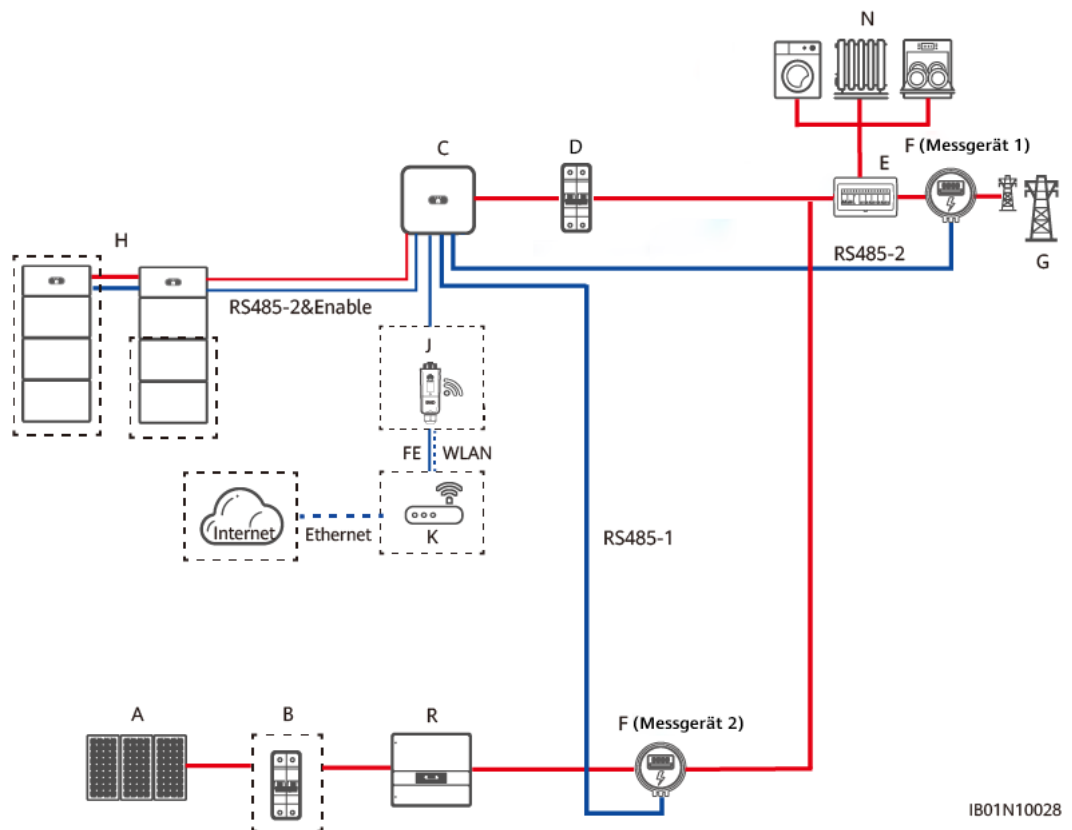 N
C
D
F (Messgerät 1)
E
H
RS485-2
G
RS485-2&Enable
J
FE
WLAN
Internet
Ethernet
K
RS485-1
A
B
R
F (Messgerät 2)
IB01N10028